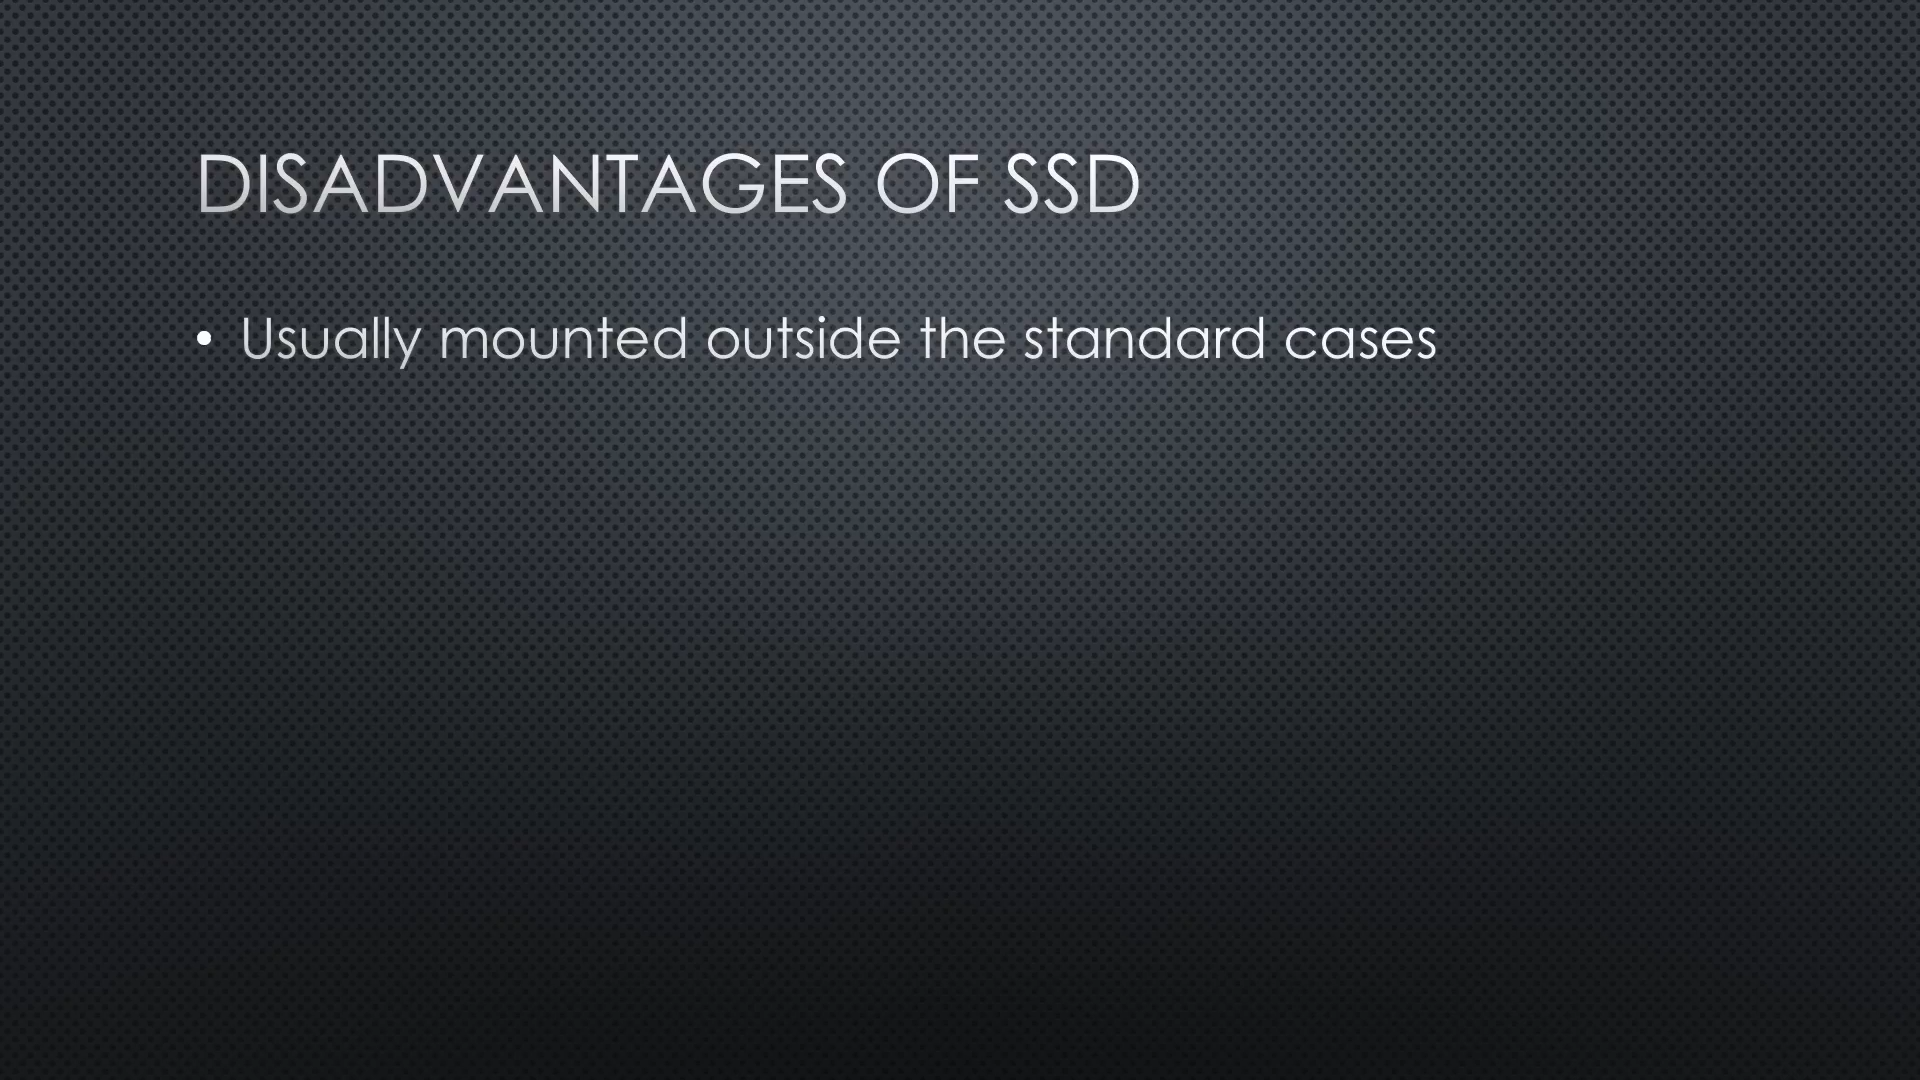 DISADVANTAGES OF SSD
• Usually mounted outside the standard cases